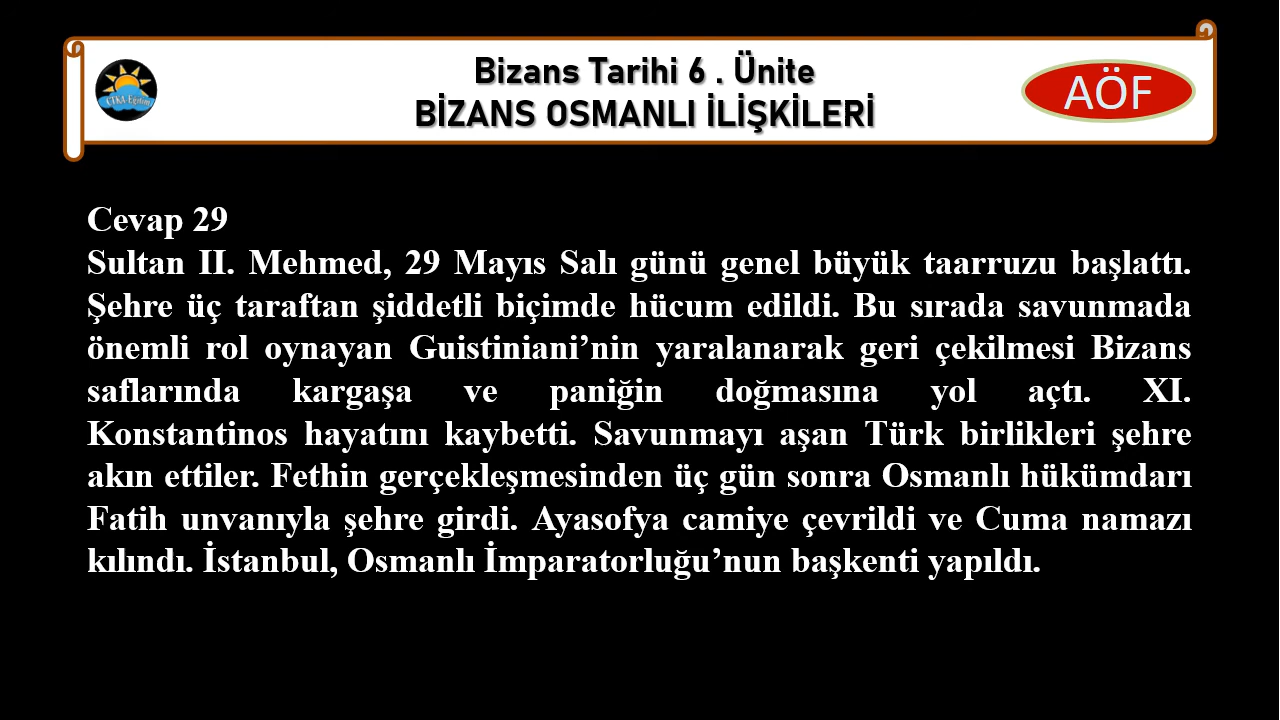 Bizans Tarihi 6 . Ünite
BİZANS OSMANLI İLİŞKİLERİ
AÖF
Cevap 29
Sultan II. Mehmed, 29 Mayıs Salı günü genel büyük taarruzu başlattı.
Şehre üç taraftan şiddetli biçimde hücum edildi. Bu sırada savunmada
önemli rol oynayan Guistiniani’nin yaralanarak geri çekilmesi Bizans
saflarında kargaşa ve paniğin doğmasına yol açtı. XI.
Konstantinos hayatını kaybetti. Savunmayı aşan Türk birlikleri şehre
akın ettiler. Fethin gerçekleşmesinden üç gün sonra Osmanlı hükümdarı
Fatih unvanıyla şehre girdi. Ayasofya camiye çevrildi ve Cuma namazı
kılındı. İstanbul, Osmanlı İmparatorluğu’nun başkenti yapıldı.